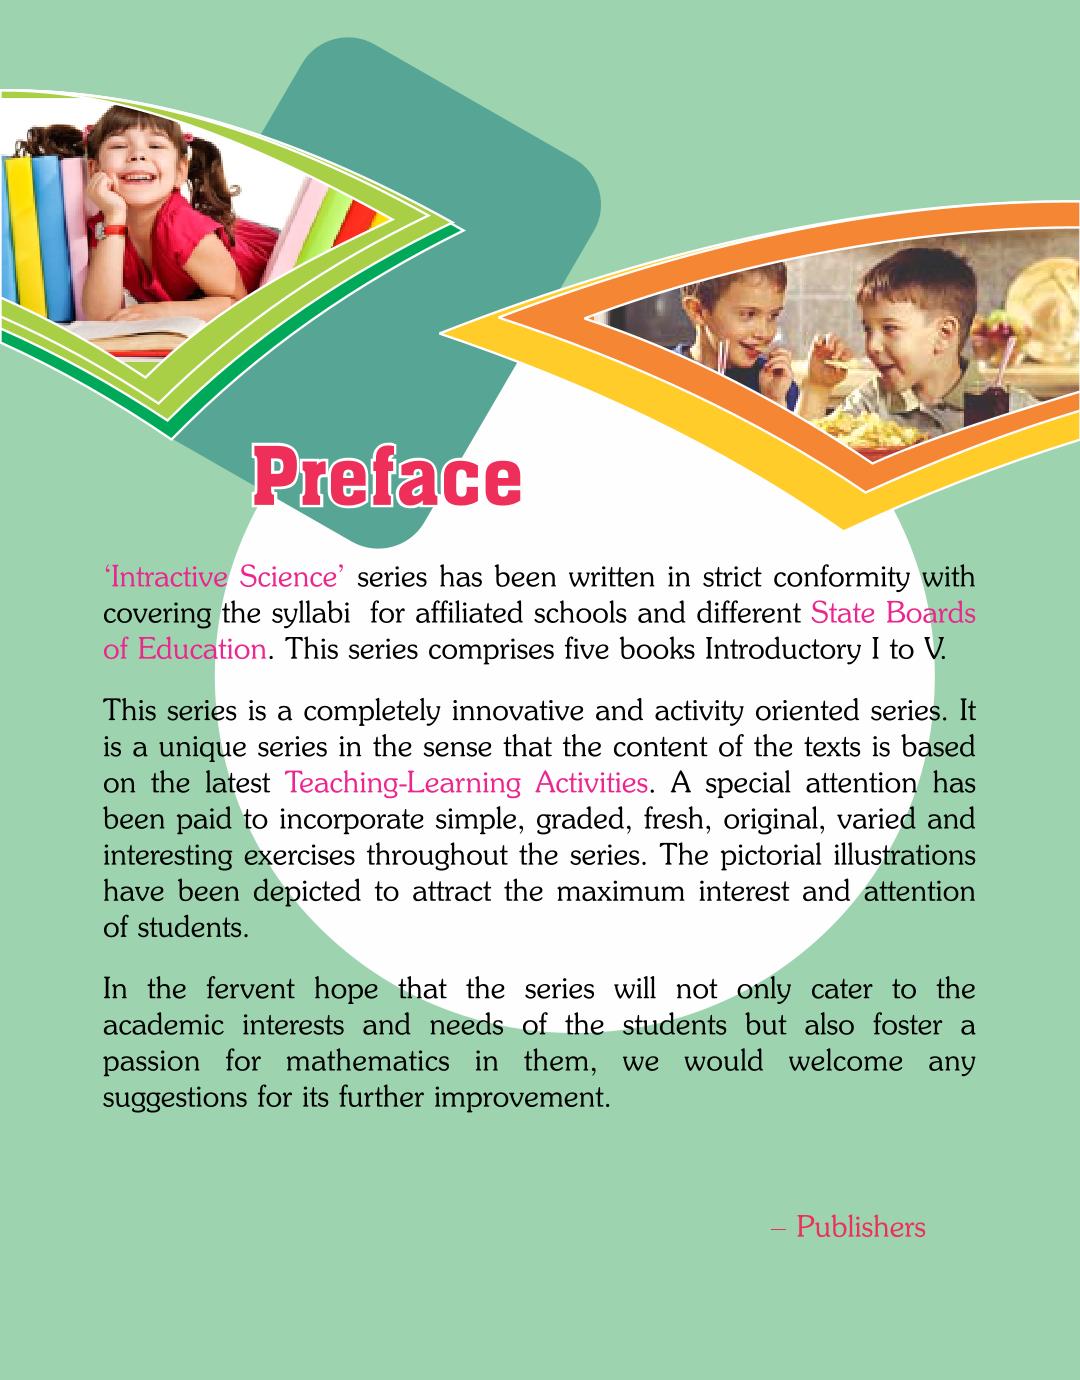 Preface
‘Intractive Science’ series has been written in strict conformity with
covering the syllabi for affiliated schools and different State Boards
of Education. This series comprises five books Introductory I to V.
This series is a completely innovative and activity oriented series. It
is a unique series in the sense that the content of the texts is based
on the latest Teaching-Learning Activities. A special attention has
been paid to incorporate simple, graded, fresh, original, varied and
interesting exercises throughout the series. The pictorial illustrations
have been depicted to attract the maximum interest and attention
of students.
In the fervent hope that the series will not only cater to the
academic interests and needs of the students but also foster a
passion for mathematics in them, we would welcome any
suggestions for its further improvement.
– Publishers